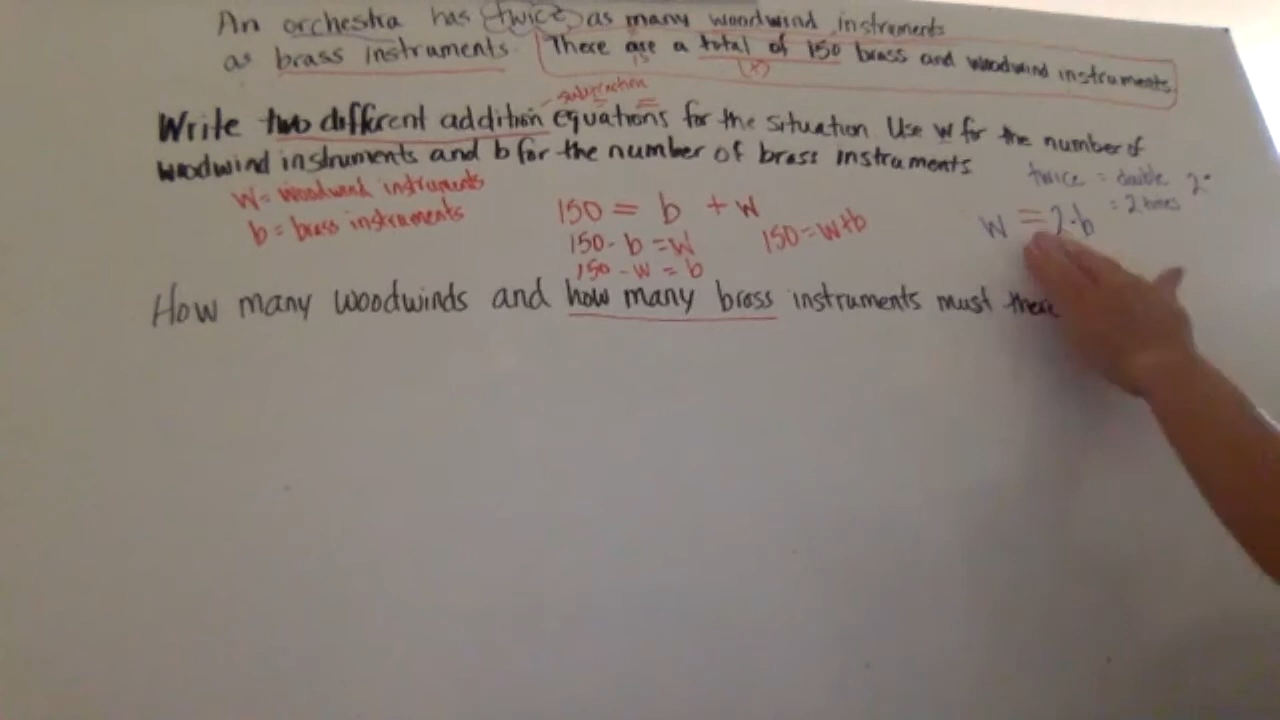 An orchestra has twice as many woodwind instruments
as brass instruments. There are a total of 150 brass and woodwind instruments.
is
(+)
subtraction
Write two different addition equations for the situation. Use w for the number of
woodwind instruments and b for the number of brass instruments
W = woodwind instruments
b = brass instruments
150 = b + w
150 - b = w
150 - w = b
150 = w + b
twice = double 2·
= 2 times
w = 2·b
How many woodwinds and how many brass instruments must there